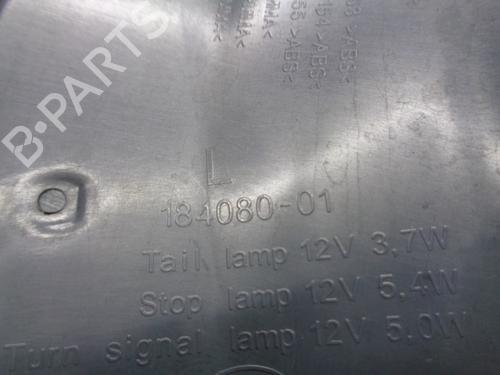 B-PARTS
L
184080-01
Tail lamp 12V 3,7W
Stop lamp 12V 5,4W
Turn signal lamp 12V 5.0W